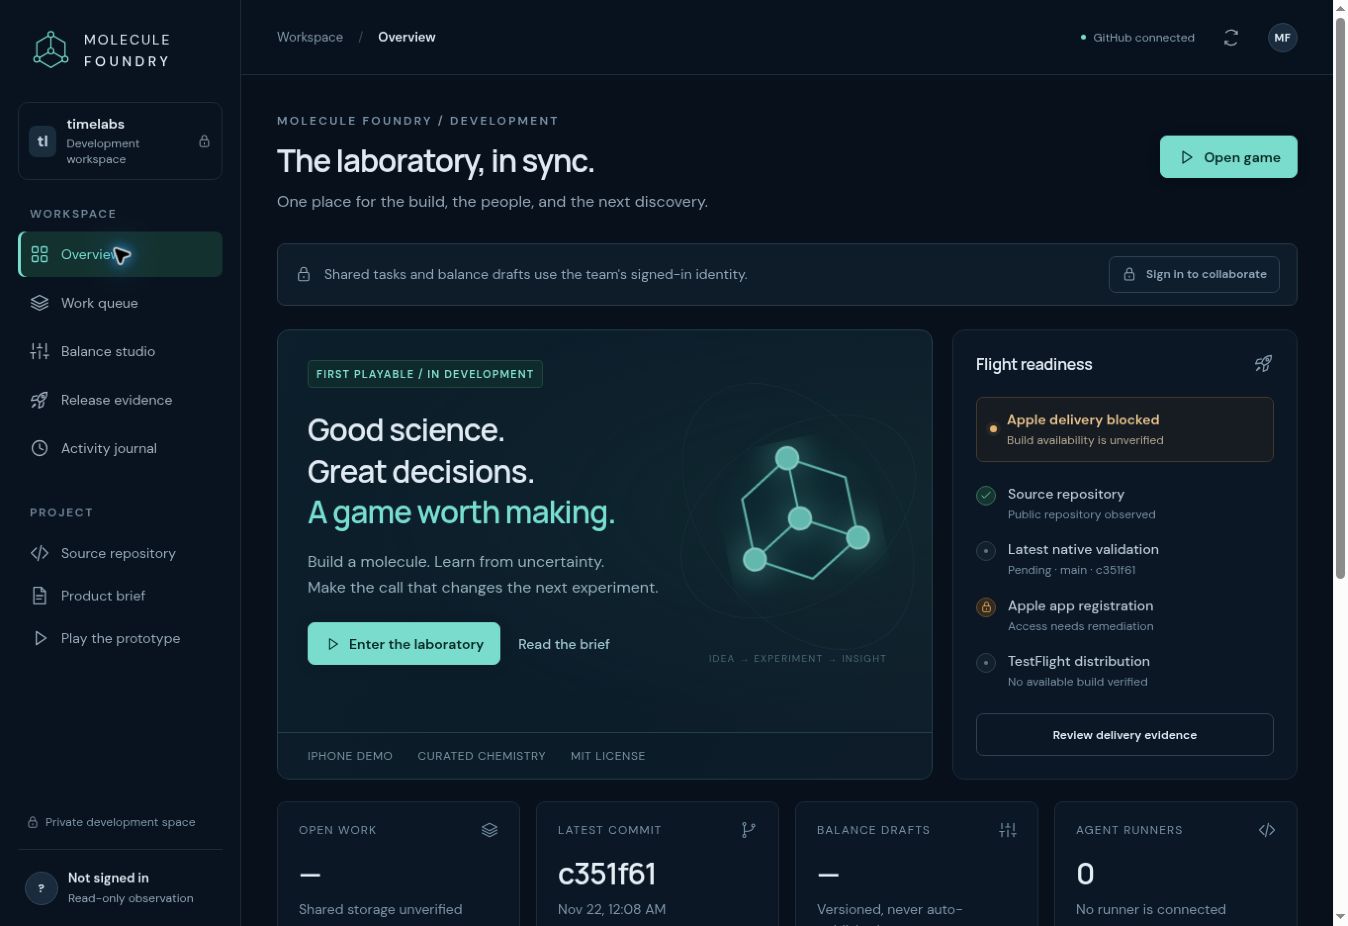 MOLECULE
FOUNDRY
tl
timelabs
Development
workspace
WORKSPACE
Overview
Work queue
Balance studio
Release evidence
Activity journal
PROJECT
Source repository
Product brief
Play the prototype
Private development space
?
Not signed in
Read-only observation
Workspace / Overview
GitHub connected
MF
MOLECULE FOUNDRY / DEVELOPMENT
The laboratory, in sync.
One place for the build, the people, and the next discovery.
Open game
Shared tasks and balance drafts use the team's signed-in identity.
Sign in to collaborate
FIRST PLAYABLE / IN DEVELOPMENT
Good science.
Great decisions.
A game worth making.
Build a molecule. Learn from uncertainty.
Make the call that changes the next experiment.
Enter the laboratory
Read the brief
IDEA → EXPERIMENT → INSIGHT
IPHONE DEMO
CURATED CHEMISTRY
MIT LICENSE
Flight readiness
Apple delivery blocked
Build availability is unverified
Source repository
Public repository observed
Latest native validation
Pending · main · c351f61
Apple app registration
Access needs remediation
TestFlight distribution
No available build verified
Review delivery evidence
OPEN WORK
—
Shared storage unverified
LATEST COMMIT
c351f61
Nov 22, 12:08 AM
BALANCE DRAFTS
—
Versioned, never auto-
AGENT RUNNERS
0
No runner is connected